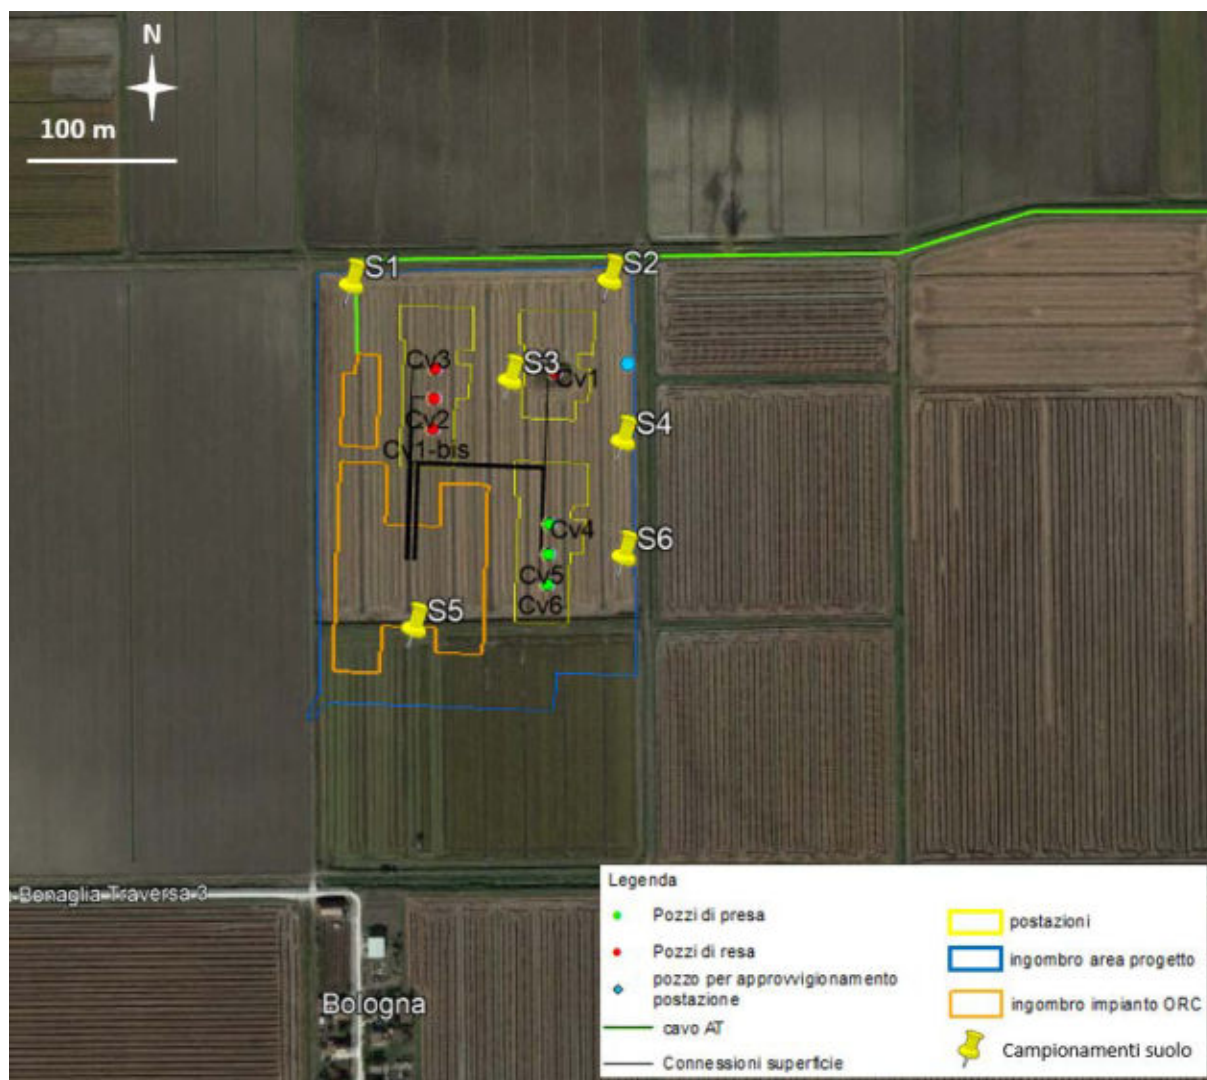 N
100 m
S1
S2
Cv3
S3
Cv1
Cv2
S4
Cv1-bis
Cv4
S6
Cv5
Cv6
S5
Bonaglia Traversa 3
Bologna
Legenda
Pozzi di presa
Pozzi di resa
pozzo per approvvigionamento
postazione
cavo AT
Connessioni superficie
postazioni
ingombro area progetto
ingombro impianto ORC
Campionamenti suolo